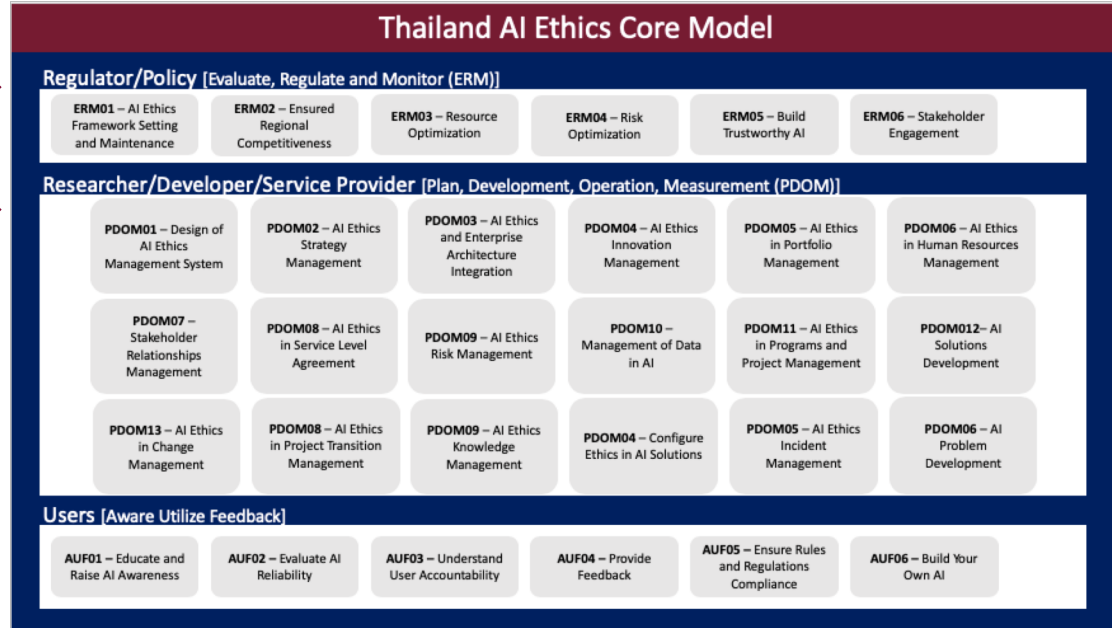 Thailand AI Ethics Core Model
Regulator/Policy [Evaluate, Regulate and Monitor (ERM)]
ERM01 – AI Ethics
Framework Setting
and Maintenance
ERM02 – Ensured
Regional
Competitiveness
ERM03 – Resource
Optimization
ERM04 – Risk
Optimization
ERM05 – Build
Trustworthy AI
ERM06 – Stakeholder
Engagement
Researcher/Developer/Service Provider [Plan, Development, Operation, Measurement (PDOM)]
PDOM01 – Design of
AI Ethics
Management System
PDOM02 – AI Ethics
Strategy
Management
PDOM03 – AI Ethics
and Enterprise
Architecture
Integration
PDOM04 – AI Ethics
Innovation
Management
PDOM05 – AI Ethics
in Portfolio
Management
PDOM06 – AI Ethics
in Human Resources
Management
PDOM07 –
Stakeholder
Relationships
Management
PDOM08 – AI Ethics
in Service Level
Agreement
PDOM09 – AI Ethics
Risk Management
PDOM10 –
Management of Data
in AI
PDOM11 – AI Ethics
in Programs and
Project Management
PDOM012– AI
Solutions
Development
PDOM13 – AI Ethics
in Change
Management
PDOM08 – AI Ethics
in Project Transition
Management
PDOM09 – AI Ethics
Knowledge
Management
PDOM04 – Configure
Ethics in AI Solutions
PDOM05 – AI Ethics
Incident
Management
PDOM06 – AI
Problem
Development
Users [Aware Utilize Feedback]
AUF01 – Educate and
Raise AI Awareness
AUF02 – Evaluate AI
Reliability
AUF03 – Understand
User Accountability
AUF04 – Provide
Feedback
AUF05 – Ensure Rules
and Regulations
Compliance
AUF06 – Build Your
Own AI